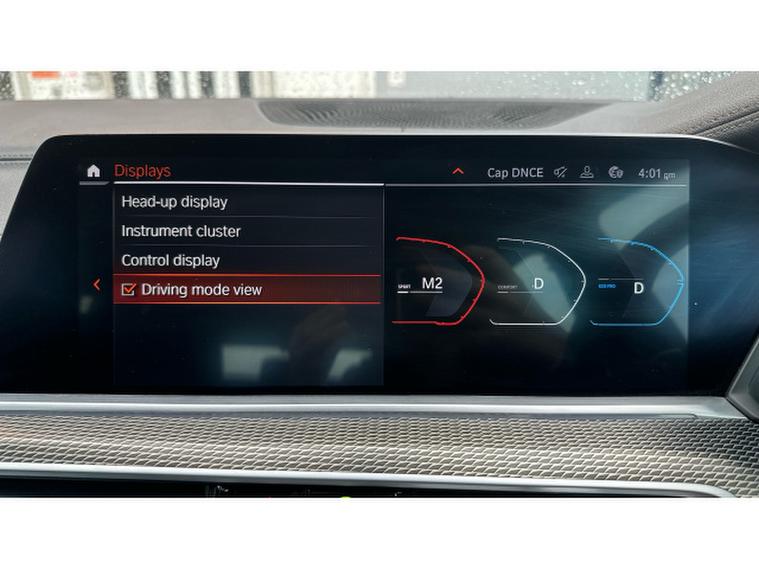 Displays
Cap DNCE 4:01 pm
Head-up display
Instrument cluster
Control display
Driving mode view
SPORT M2
COMFORT D
ECO PRO D